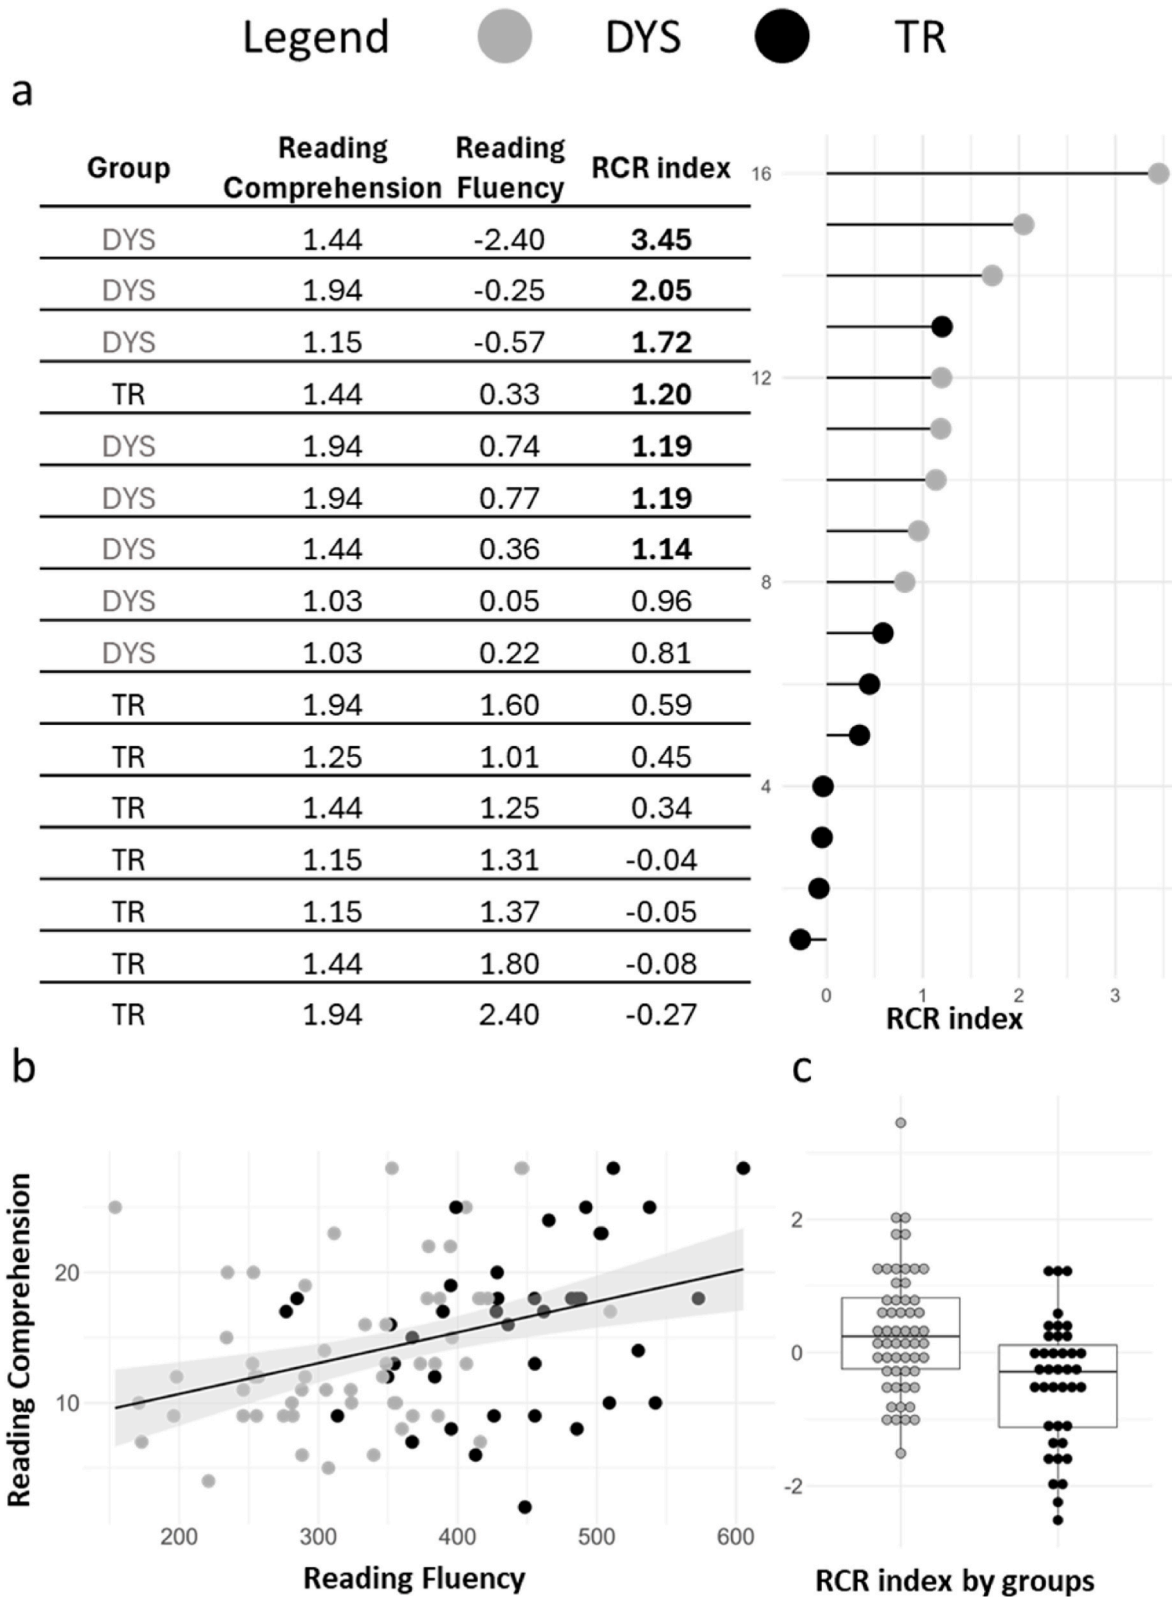 Legend DYS TR
a
Group Reading Comprehension Reading Fluency RCR index
DYS 1.44 -2.40 3.45
DYS 1.94 -0.25 2.05
DYS 1.15 -0.57 1.72
TR 1.44 0.33 1.20
DYS 1.94 0.74 1.19
DYS 1.94 0.77 1.19
DYS 1.44 0.36 1.14
DYS 1.03 0.05 0.96
DYS 1.03 0.22 0.81
TR 1.94 1.60 0.59
TR 1.25 1.01 0.45
TR 1.44 1.25 0.34
TR 1.15 1.31 -0.04
TR 1.15 1.37 -0.05
TR 1.44 1.80 -0.08
TR 1.94 2.40 -0.27
16
12
8
4
0 1 2 3
RCR index
b
Reading Comprehension
20
10
200 300 400 500 600
Reading Fluency
c
2
0
-2
RCR index by groups